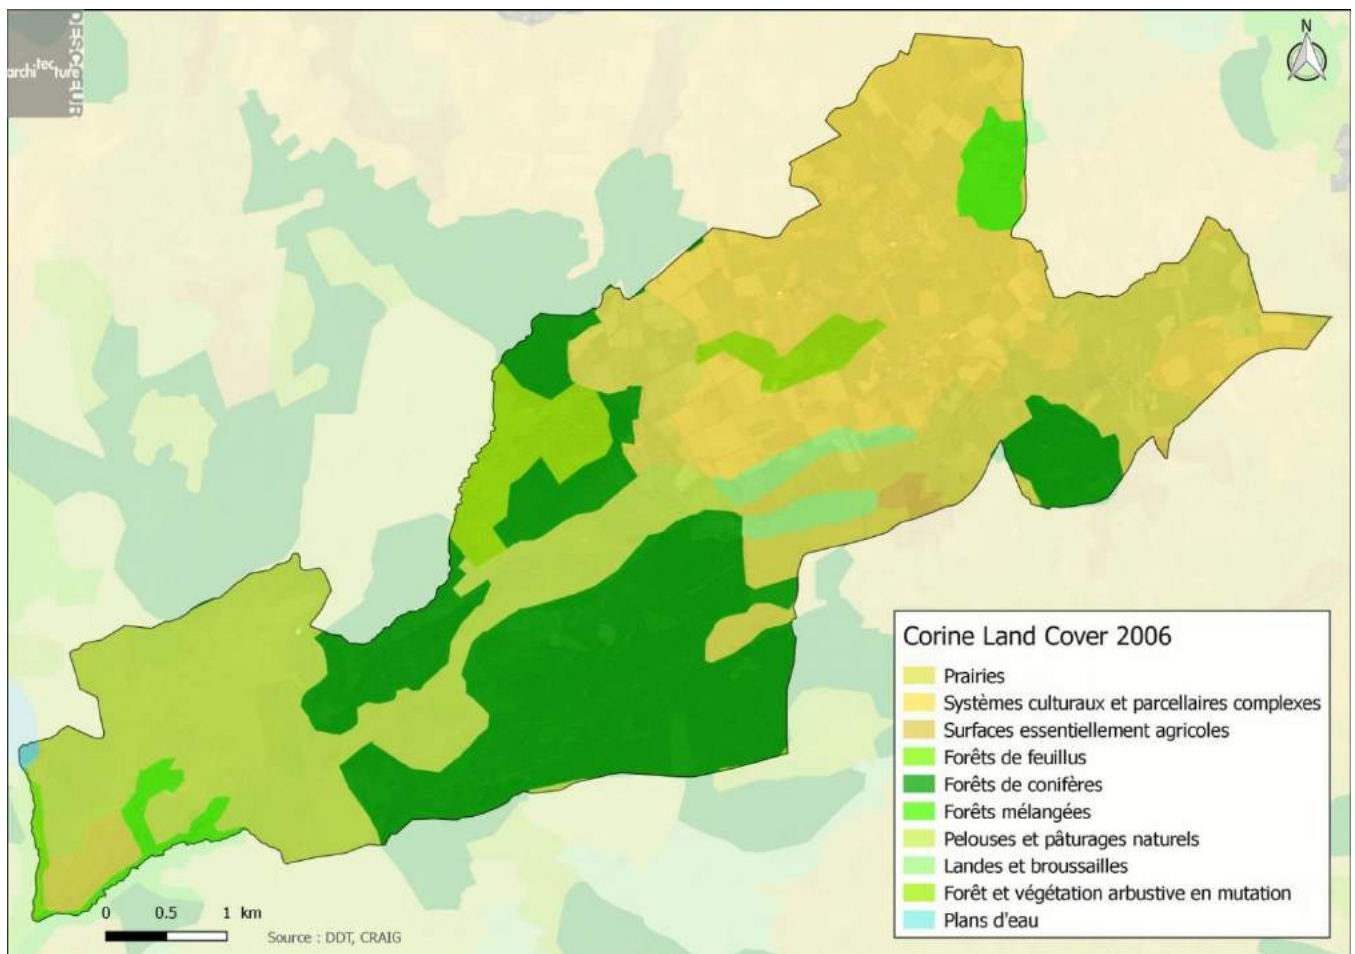 DESCŒUR
architecture
N
Corine Land Cover 2006
Prairies
Systèmes culturaux et parcellaires complexes
Surfaces essentiellement agricoles
Forêts de feuillus
Forêts de conifères
Forêts mélangées
Pelouses et pâturages naturels
Landes et broussailles
Forêt et végétation arbustive en mutation
Plans d'eau
0 0.5 1 km
Source : DDT, CRAIG